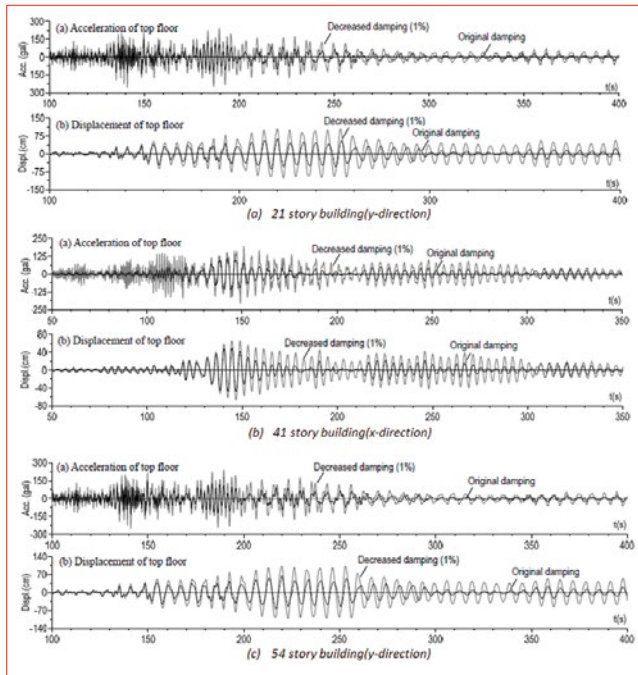 (a) Acceleration of top floor
Decreased damping (1%)
Original damping
Acc. (gal)
300
150
0
150
300
t(s)
100 150 200 250 300 350 400
(b) Displacement of top floor
Decreased damping (1%)
Original damping
Displ.(cm)
150
75
0
-75
-150
t(s)
100 150 200 250 300 350 400
(a) 21 story building(y-direction)
(a) Acceleration of top floor
Decreased damping (1%)
Original damping
Acc. (gal)
250
125
0
-125
250
t(s)
50 100 150 200 250 300 350
(b) Displacement of top floor
Decreased damping (1%)
Original damping
Displ.(cm)
80
40
0
-40
-80
t(s)
50 100 150 200 250 300 350
(b) 41 story building(x-direction)
(a) Acceleration of top floor
Decreased damping (1%)
Original damping
Acc. (gal)
300
150
0
-150
300
t(s)
100 150 200 250 300 350 400
(b) Displacement of top floor
Decreased damping (1%)
Original damping
Displ.(cm)
140
70
0
-70
-140
t(s)
100 150 200 250 300 350 400
(c) 54 story building(y-direction)